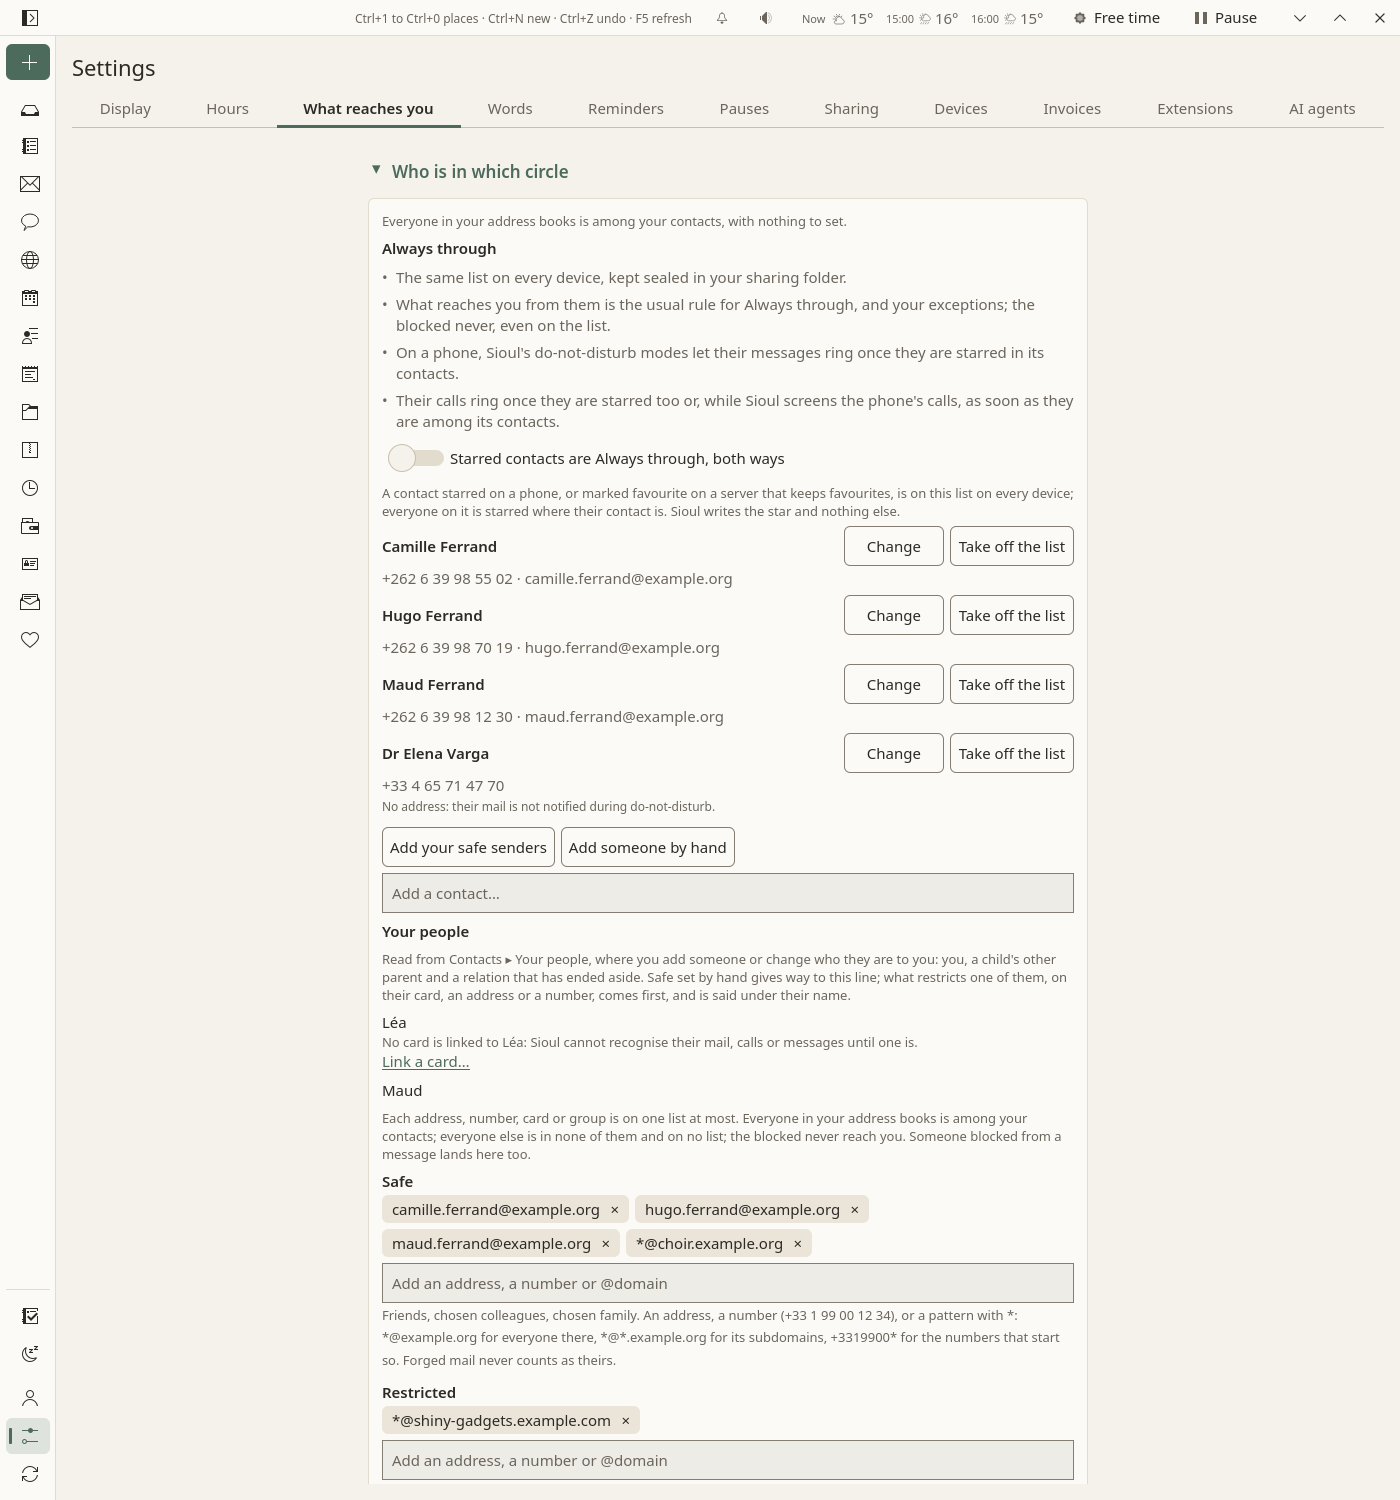 Ctrl+1 to Ctrl+0 places · Ctrl+N new · Ctrl+Z undo · F5 refresh
Now 15° 15:00 16° 16:00 15°
Free time
Pause
Settings
Display
Hours
What reaches you
Words
Reminders
Pauses
Sharing
Devices
Invoices
Extensions
AI agents
▼ Who is in which circle
Everyone in your address books is among your contacts, with nothing to set.
Always through
• The same list on every device, kept sealed in your sharing folder.
• What reaches you from them is the usual rule for Always through, and your exceptions; the
blocked never, even on the list.
• On a phone, Sioul's do-not-disturb modes let their messages ring once they are starred in its
contacts.
• Their calls ring once they are starred too or, while Sioul screens the phone's calls, as soon as they
are among its contacts.
Starred contacts are Always through, both ways
A contact starred on a phone, or marked favourite on a server that keeps favourites, is on this list on every device;
everyone on it is starred where their contact is. Sioul writes the star and nothing else.
Camille Ferrand
Change
Take off the list
+262 6 39 98 55 02 · camille.ferrand@example.org
Hugo Ferrand
Change
Take off the list
+262 6 39 98 70 19 · hugo.ferrand@example.org
Maud Ferrand
Change
Take off the list
+262 6 39 98 12 30 · maud.ferrand@example.org
Dr Elena Varga
Change
Take off the list
+33 4 65 71 47 70
No address: their mail is not notified during do-not-disturb.
Add your safe senders
Add someone by hand
Add a contact...
Your people
Read from Contacts ▸ Your people, where you add someone or change who they are to you: you, a child's other
parent and a relation that has ended aside. Safe set by hand gives way to this line; what restricts one of them, on
their card, an address or a number, comes first, and is said under their name.
Léa
No card is linked to Léa: Sioul cannot recognise their mail, calls or messages until one is.
Link a card...
Maud
Each address, number, card or group is on one list at most. Everyone in your address books is among your
contacts; everyone else is in none of them and on no list; the blocked never reach you. Someone blocked from a
message lands here too.
Safe
camille.ferrand@example.org ×
hugo.ferrand@example.org ×
maud.ferrand@example.org ×
*@choir.example.org ×
Add an address, a number or @domain
Friends, chosen colleagues, chosen family. An address, a number (+33 1 99 00 12 34), or a pattern with *:
*@example.org for everyone there, *@*.example.org for its subdomains, +3319900* for the numbers that start
so. Forged mail never counts as theirs.
Restricted
*@shiny-gadgets.example.com ×
Add an address, a number or @domain